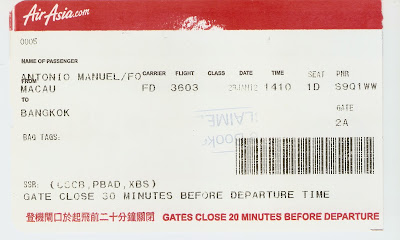 AirAsia.com
0005
NAME OF PASSENGER
ANTONIO MANUEL/FO
FROM CARRIER FLIGHT CLASS DATE TIME SEAT PNR
MACAU FD 3603 29JAN12 1410 1D S9Q1WW
TO
BANGKOK
GATE
2A
BAG TAGS:
SSR: (BSCB,PBAD,XBS)
GATE CLOSE 30 MINUTES BEFORE DEPARTURE TIME
登機閘口於起飛前二十分鐘關閉 GATES CLOSE 20 MINUTES BEFORE DEPARTURE